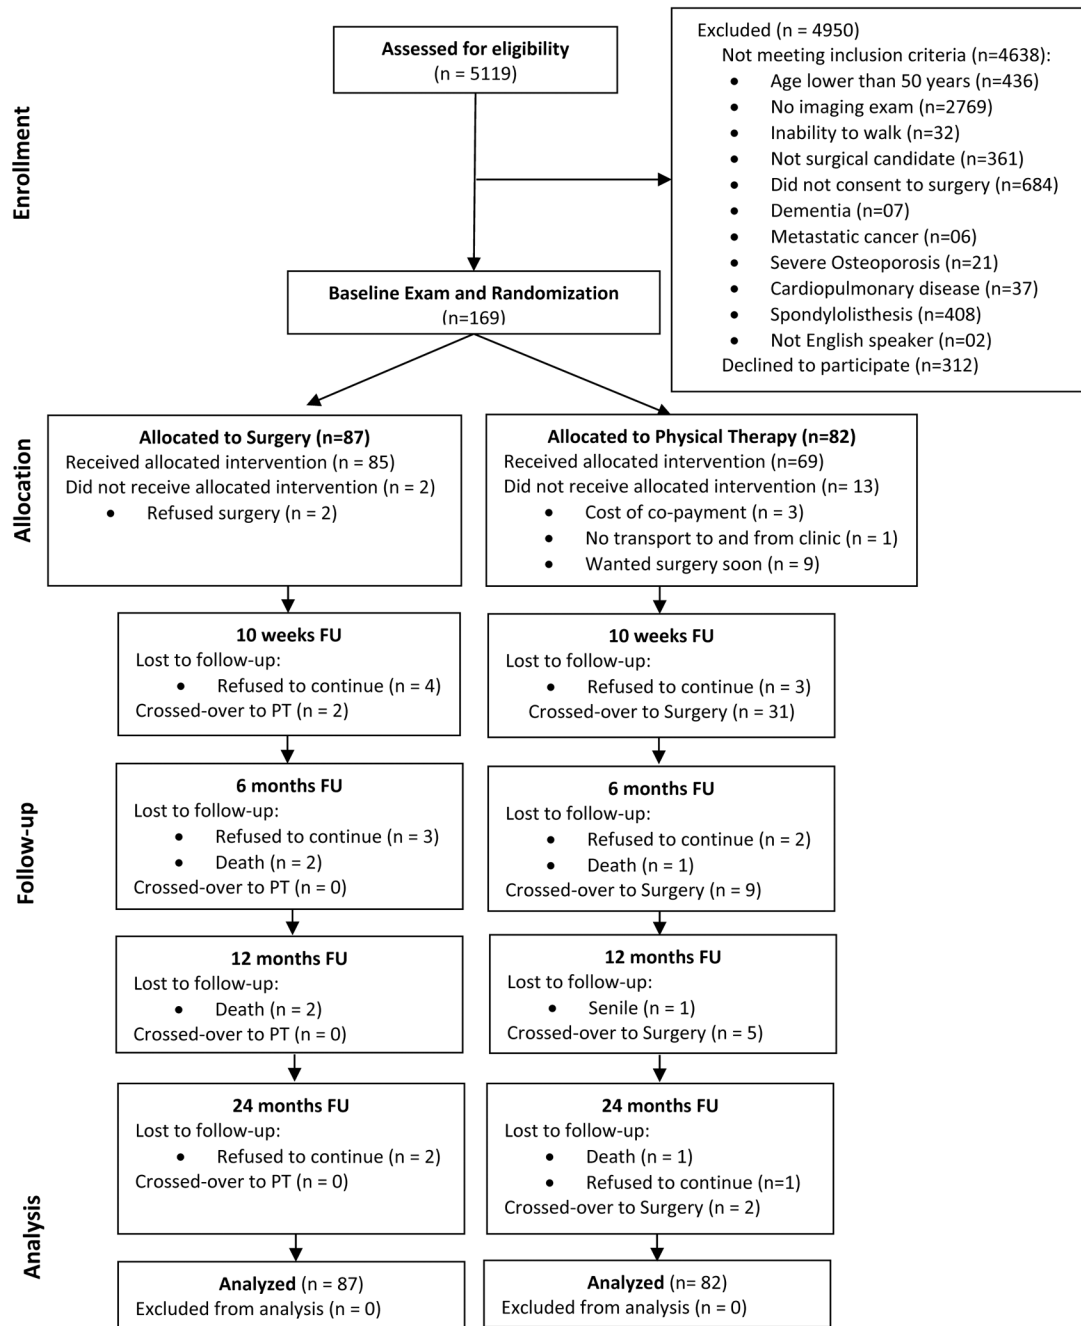 Enrollment
Assessed for eligibility
(n = 5119)
Excluded (n = 4950)
Not meeting inclusion criteria (n=4638):
• Age lower than 50 years (n=436)
• No imaging exam (n=2769)
• Inability to walk (n=32)
• Not surgical candidate (n=361)
• Did not consent to surgery (n=684)
• Dementia (n=07)
• Metastatic cancer (n=06)
• Severe Osteoporosis (n=21)
• Cardiopulmonary disease (n=37)
• Spondylolisthesis (n=408)
• Not English speaker (n=02)
Declined to participate (n=312)
Baseline Exam and Randomization
(n=169)
Allocation
Allocated to Surgery (n=87)
Received allocated intervention (n = 85)
Did not receive allocated intervention (n = 2)
• Refused surgery (n = 2)
Allocated to Physical Therapy (n=82)
Received allocated intervention (n=69)
Did not receive allocated intervention (n= 13)
• Cost of co-payment (n = 3)
• No transport to and from clinic (n = 1)
• Wanted surgery soon (n = 9)
Follow-up
10 weeks FU
Lost to follow-up:
• Refused to continue (n = 4)
Crossed-over to PT (n = 2)
10 weeks FU
Lost to follow-up:
• Refused to continue (n = 3)
Crossed-over to Surgery (n = 31)
6 months FU
Lost to follow-up:
• Refused to continue (n = 3)
• Death (n = 2)
Crossed-over to PT (n = 0)
6 months FU
Lost to follow-up:
• Refused to continue (n = 2)
• Death (n = 1)
Crossed-over to Surgery (n = 9)
12 months FU
Lost to follow-up:
• Death (n = 2)
Crossed-over to PT (n = 0)
12 months FU
Lost to follow-up:
• Senile (n = 1)
Crossed-over to Surgery (n = 5)
24 months FU
Lost to follow-up:
• Refused to continue (n = 2)
Crossed-over to PT (n = 0)
24 months FU
Lost to follow-up:
• Death (n = 1)
• Refused to continue (n=1)
Crossed-over to Surgery (n = 2)
Analysis
Analyzed (n = 87)
Excluded from analysis (n = 0)
Analyzed (n= 82)
Excluded from analysis (n = 0)